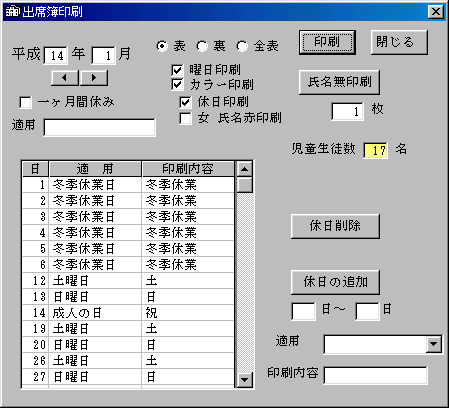 出席簿印刷
平成 14 年 1 月
表 裏 全表
印刷 閉じる
曜日印刷
カラー印刷
氏名無印刷
一ヶ月間休み
休日印刷
1 枚
適用
女 氏名赤印刷
児童生徒数 17 名
日 適 用 印刷内容
1 冬季休業日 冬季休業
2 冬季休業日 冬季休業
3 冬季休業日 冬季休業
4 冬季休業日 冬季休業
5 冬季休業日 冬季休業
6 冬季休業日 冬季休業
12 土曜日 土
13 日曜日 日
14 成人の日 祝
19 土曜日 土
20 日曜日 日
26 土曜日 土
27 日曜日 日
休日削除
休日の追加
日～ 日
適用
印刷内容